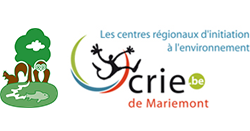 Les centres régionaux d'initiation
à l'environnement
crie.be
de Mariemont